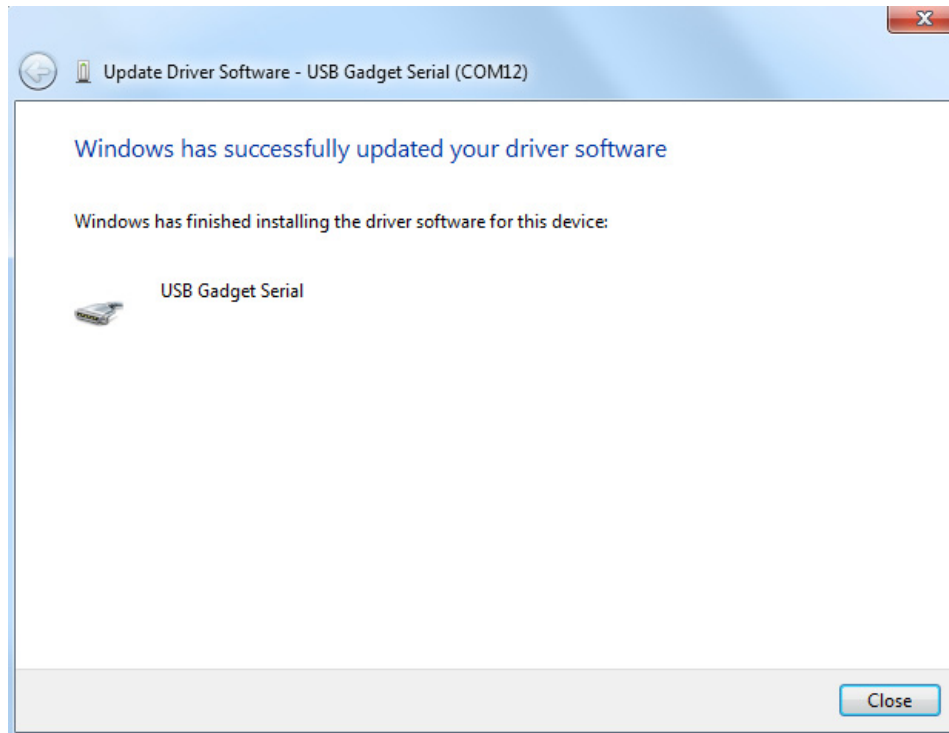 Update Driver Software - USB Gadget Serial (COM12)
Windows has successfully updated your driver software
Windows has finished installing the driver software for this device:
USB Gadget Serial
Close